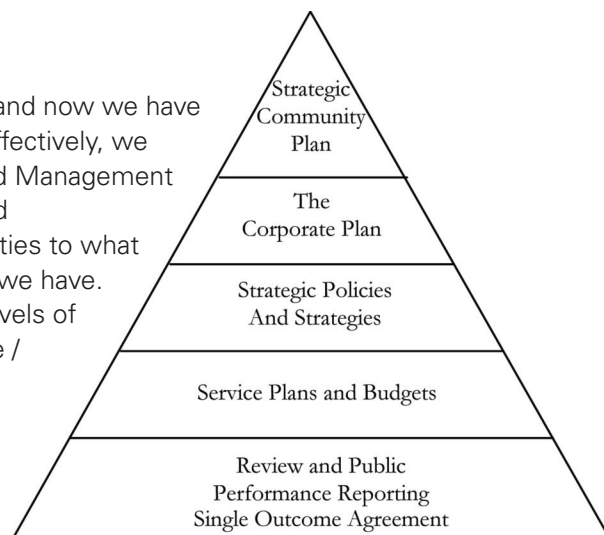 and now we have
ffectively, we
d Management
d
ties to what
we have.
vels of
e /
Strategic
Community
Plan
The
Corporate Plan
Strategic Policies
And Strategies
Service Plans and Budgets
Review and Public
Performance Reporting
Single Outcome Agreement